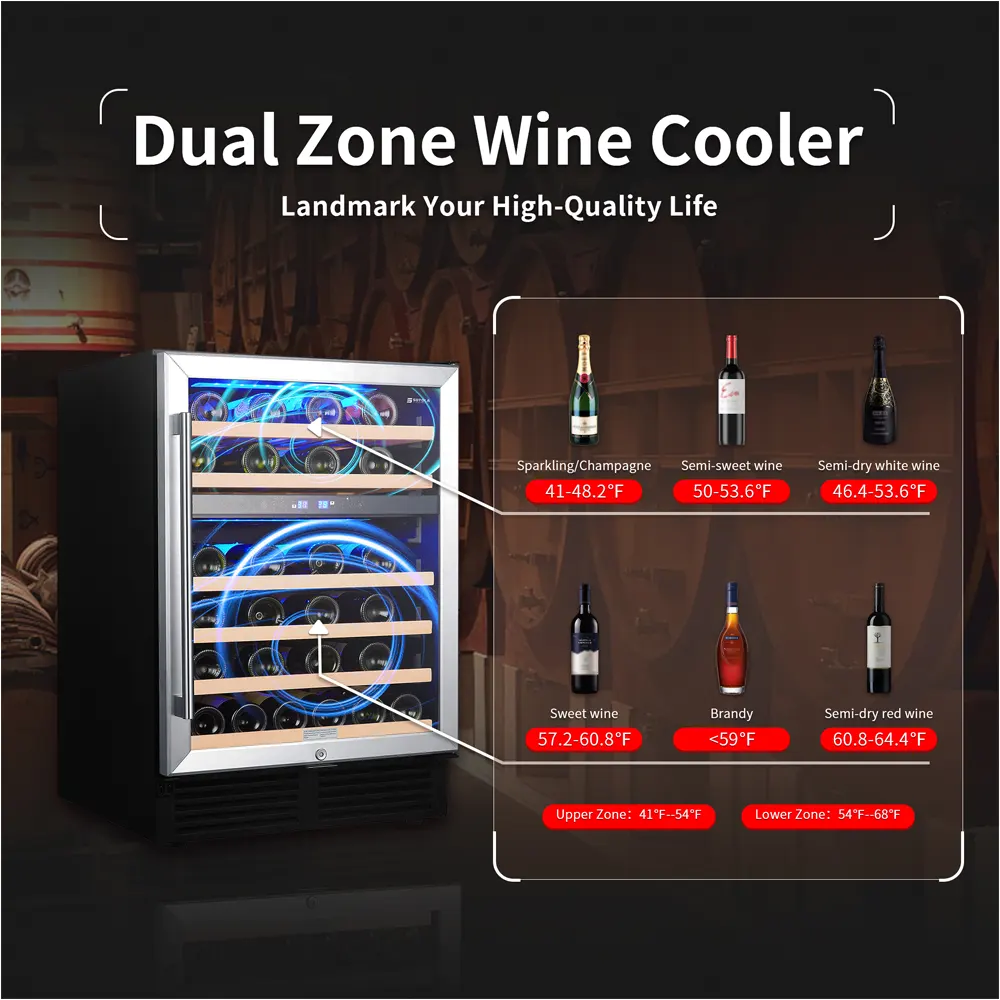 Dual Zone Wine Cooler
Landmark Your High-Quality Life
Sparkling/Champagne
Semi-sweet wine
Semi-dry white wine
41-48.2°F
50-53.6°F
46.4-53.6°F
Sweet wine
Brandy
Semi-dry red wine
57.2-60.8°F
<59°F
60.8-64.4°F
Upper Zone: 41°F--54°F
Lower Zone: 54°F--68°F